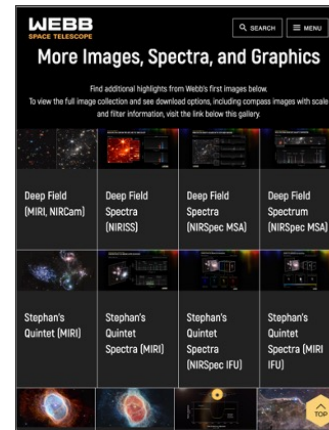 WEBB
SPACE TELESCOPE
SEARCH
MENU
More Images, Spectra, and Graphics
Find additional highlights from Webb's first images below.
To view the full image collection and see download options, including compass images with scale
and filter information, visit the link below this gallery.
Deep Field
(MIRI, NIRCam)
Deep Field
Spectra
(NIRISS)
Deep Field
Spectra
(NIRSpec MSA)
Deep Field
Spectrum
(NIRSpec MSA)
Stephan's
Quintet (MIRI)
Stephan's
Quintet
Spectra (MIRI)
Stephan's
Quintet
Spectra
(NIRSpec IFU)
Stephan's
Quintet
Spectra (MIRI
IFU)
TOP